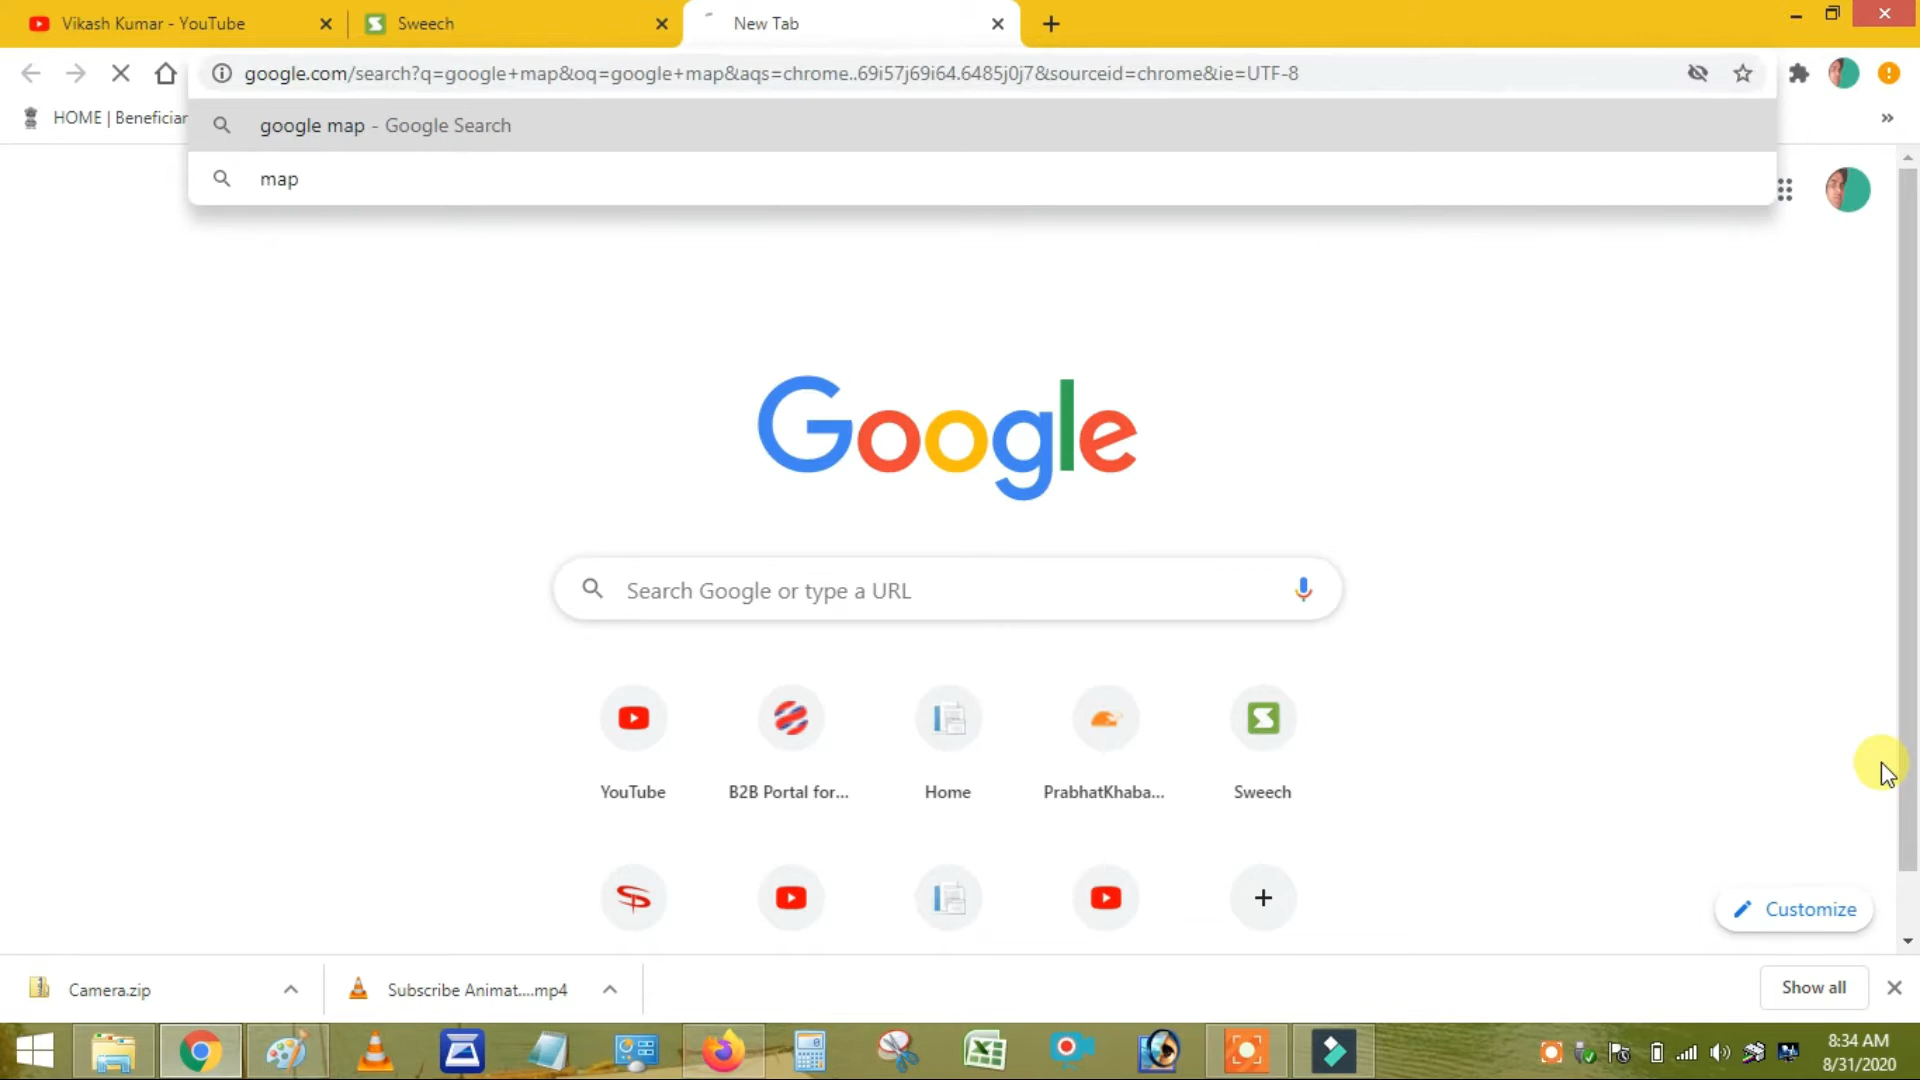 Vikash Kumar - YouTube
Sweech
New Tab
google.com/search?q=google+map&oq=google+map&aqs=chrome..69i57j69i64.6485j0j7&sourceid=chrome&ie=UTF-8
HOME | Beneficiar
google map - Google Search
map
Google
Search Google or type a URL
YouTube
B2B Portal for...
Home
PrabhatKhaba...
Sweech
Customize
Camera.zip
Subscribe Animat....mp4
Show all
8:34 AM
8/31/2020